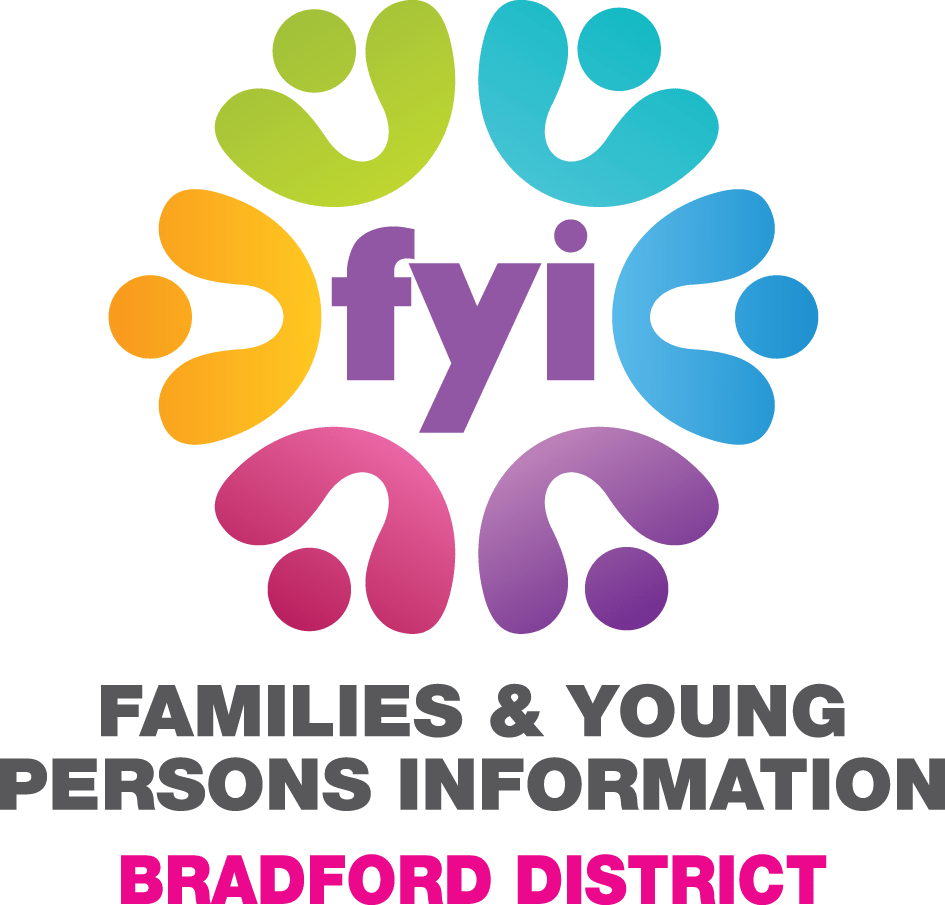 fyi
FAMILIES & YOUNG
PERSONS INFORMATION
BRADFORD DISTRICT